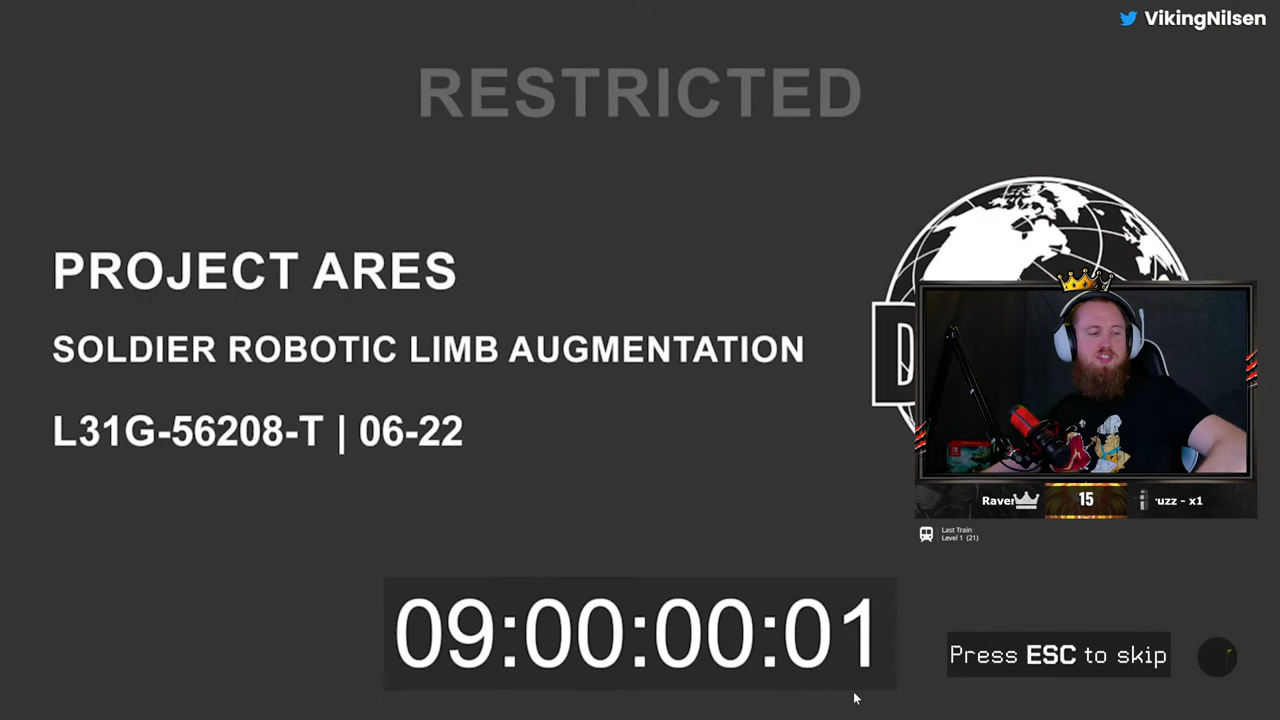 VikingNilsen
RESTRICTED
PROJECT ARES
SOLDIER ROBOTIC LIMB AUGMENTATION
L31G-56208-T | 06-22
D
Raver
15
uzz - x1
Last Train
Level 1 (21)
09:00:00:01
Press ESC to skip